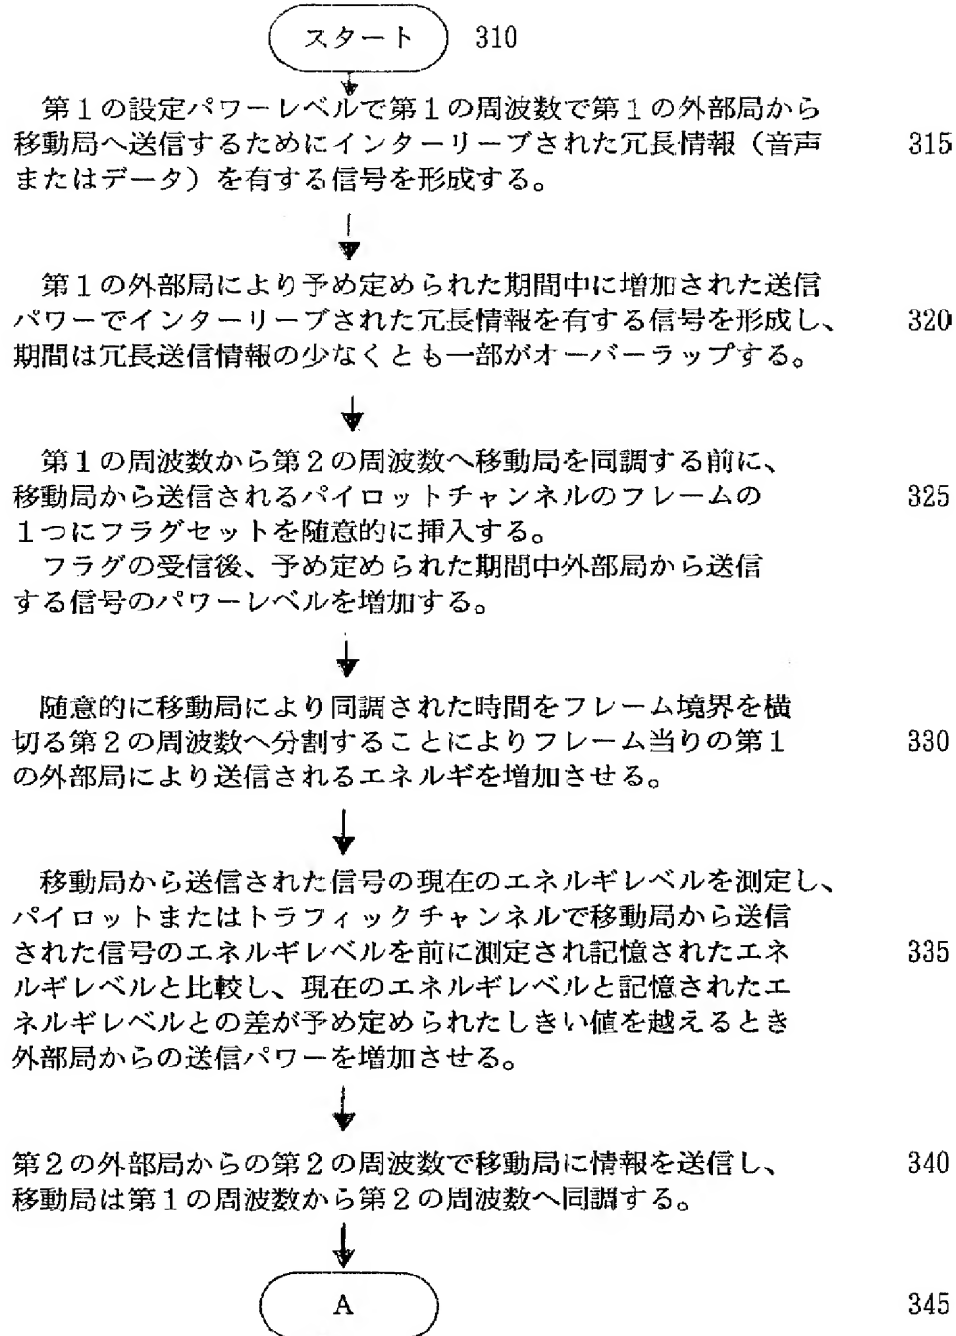 スタート 310
第１の設定パワーレベルで第１の周波数で第１の外部局から
移動局へ送信するためにインターリーブされた冗長情報（音声 315
またはデータ）を有する信号を形成する。
第１の外部局により予め定められた期間中に増加された送信
パワーでインターリーブされた冗長情報を有する信号を形成し、 320
期間は冗長送信情報の少なくとも一部がオーバーラップする。
第１の周波数から第２の周波数へ移動局を同調する前に、
移動局から送信されるパイロットチャンネルのフレームの 325
１つにフラグセットを随意的に挿入する。
フラグの受信後、予め定められた期間中外部局から送信
する信号のパワーレベルを増加する。
随意的に移動局により同調された時間をフレーム境界を横
切る第２の周波数へ分割することによりフレーム当りの第１ 330
の外部局により送信されるエネルギを増加させる。
移動局から送信された信号の現在のエネルギレベルを測定し、
パイロットまたはトラフィックチャンネルで移動局から送信
された信号のエネルギレベルを前に測定され記憶されたエネ 335
ルギレベルと比較し、現在のエネルギレベルと記憶されたエ
ネルギレベルとの差が予め定められたしきい値を越えるとき
外部局からの送信パワーを増加させる。
第２の外部局からの第２の周波数で移動局に情報を送信し、 340
移動局は第１の周波数から第２の周波数へ同調する。
A 345